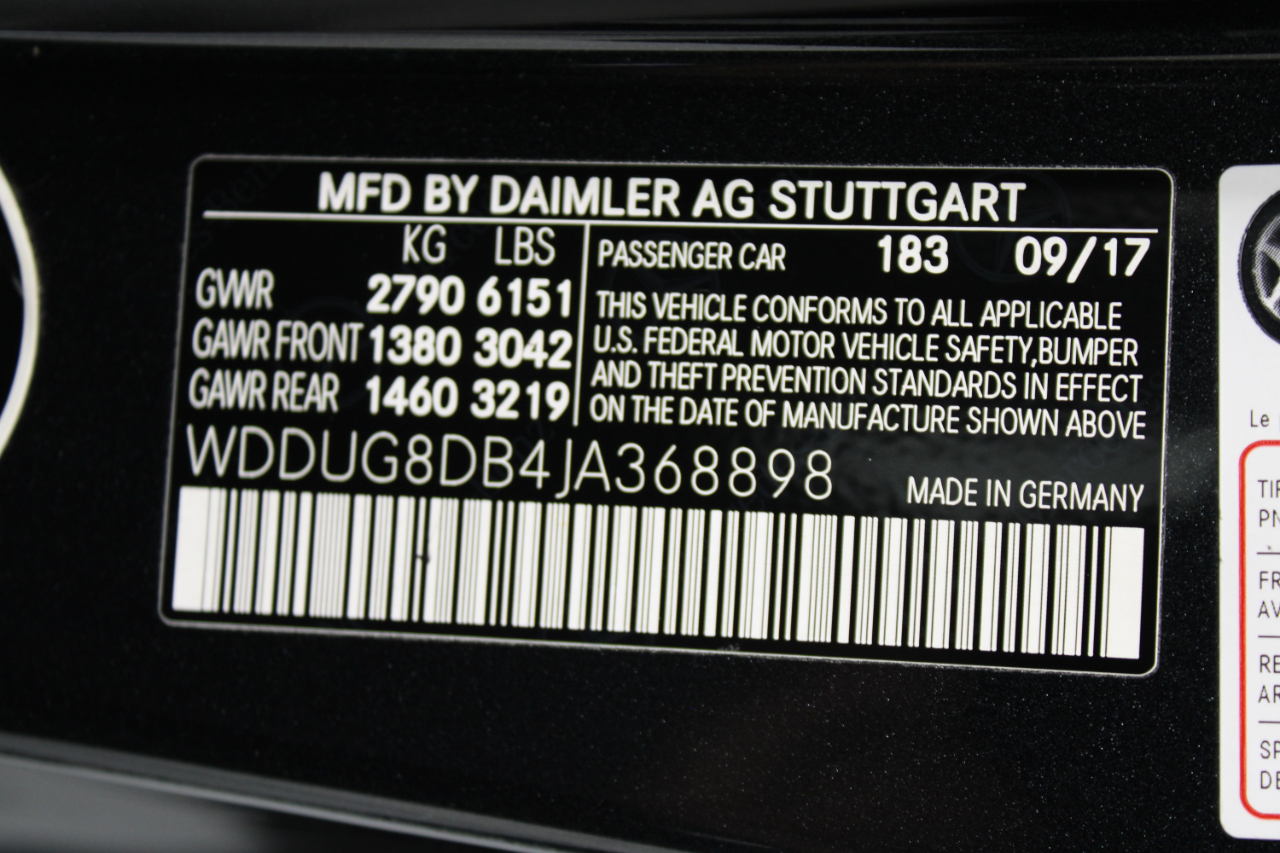 MFD BY DAIMLER AG STUTTGART
KG LBS
GVWR 2790 6151
GAWR FRONT 1380 3042
GAWR REAR 1460 3219
PASSENGER CAR 183 09/17
THIS VEHICLE CONFORMS TO ALL APPLICABLE
U.S. FEDERAL MOTOR VEHICLE SAFETY,BUMPER
AND THEFT PREVENTION STANDARDS IN EFFECT
ON THE DATE OF MANUFACTURE SHOWN ABOVE
WDDUG8DB4JA368898
MADE IN GERMANY
Le